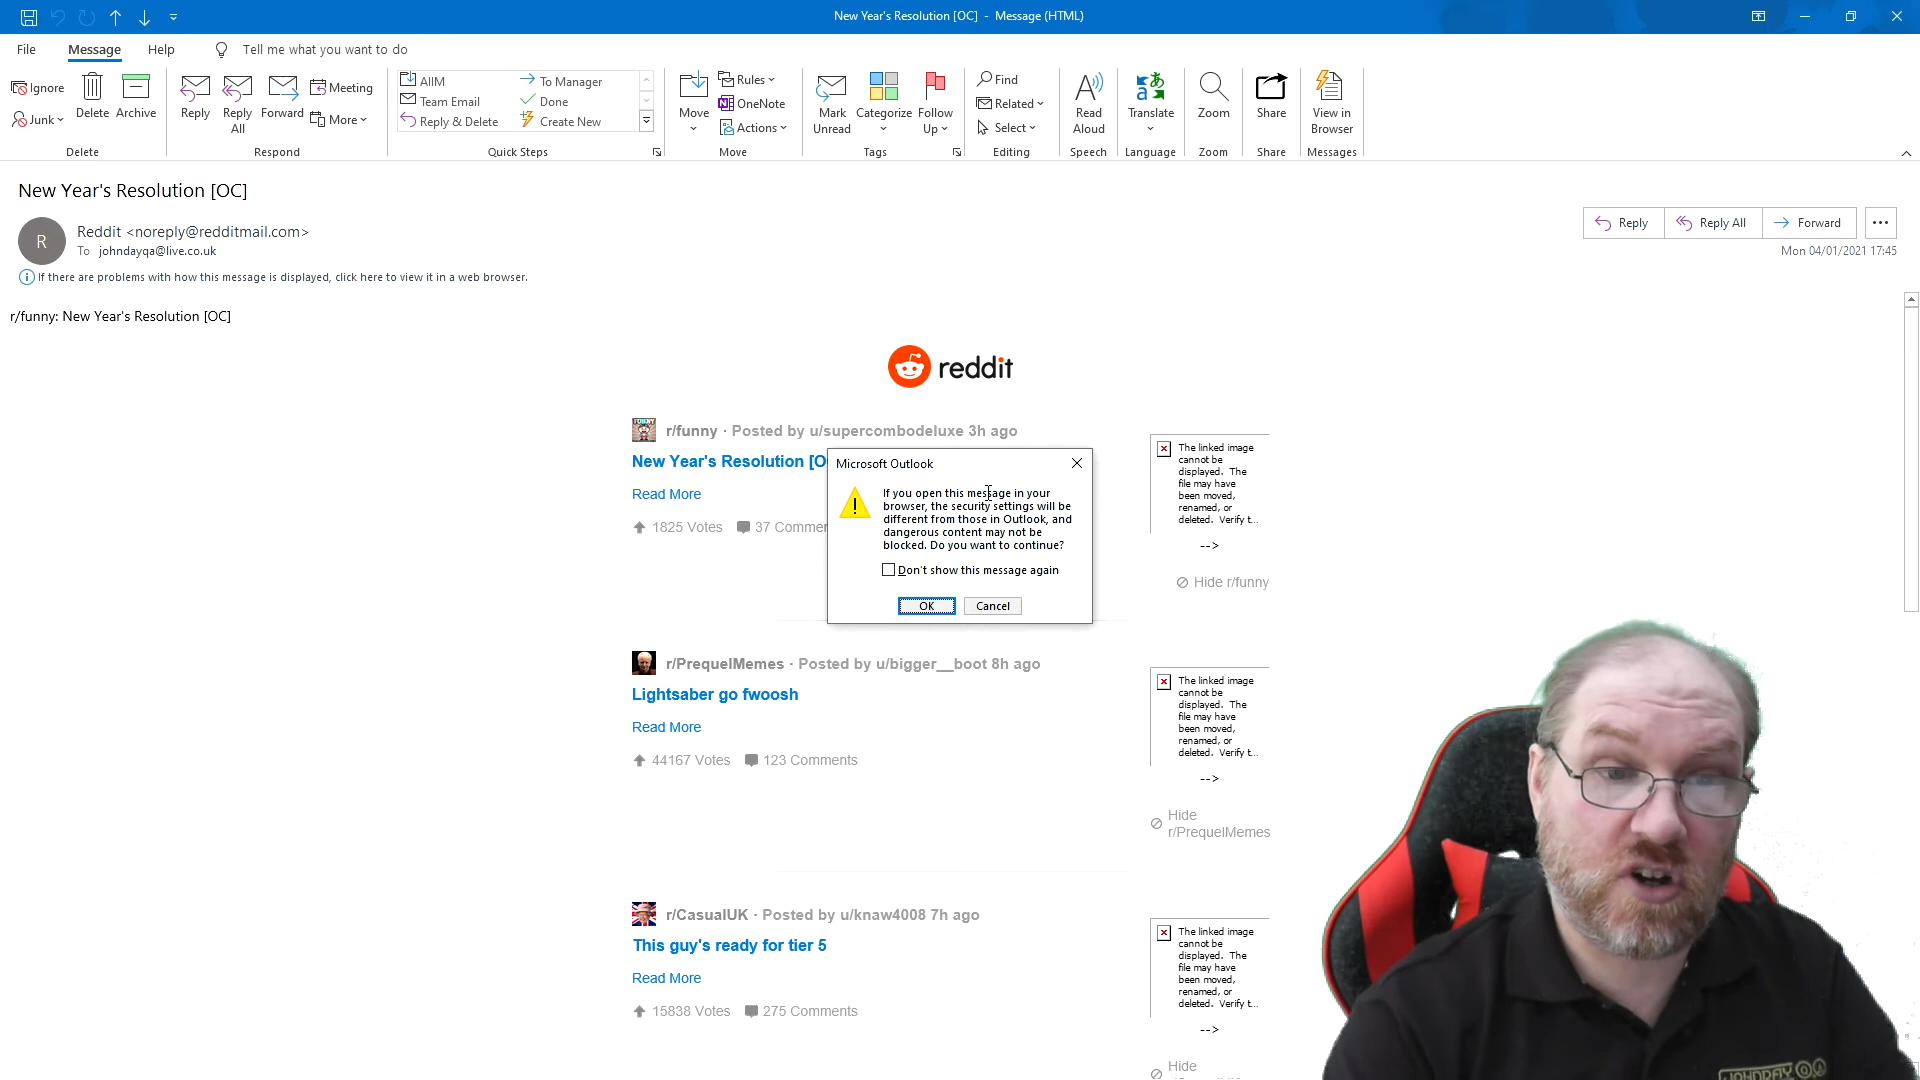 New Year's Resolution [OC] - Message (HTML)
File Message Help Tell me what you want to do
Ignore
Junk
Delete
Archive
Delete
Reply
Reply All
Forward
Meeting
More
Respond
AIIM
Team Email
Reply & Delete
To Manager
Done
Create New
Quick Steps
Move
Rules
OneNote
Actions
Move
Mark Unread
Categorize
Follow Up
Tags
Find
Related
Select
Editing
Read Aloud
Speech
Translate
Language
Zoom
Zoom
Share
Share
View in Browser
Messages
New Year's Resolution [OC]
R
Reddit <noreply@redditmail.com>
To johndayqa@live.co.uk
Reply Reply All Forward
Mon 04/01/2021 17:45
If there are problems with how this message is displayed, click here to view it in a web browser.
r/funny: New Year's Resolution [OC]
reddit
r/funny · Posted by u/supercombodeluxe 3h ago
New Year's Resolution [O
Read More
1825 Votes 37 Commen
The linked image
cannot be
displayed. The
file may have
been moved,
renamed, or
deleted. Verify t...
-->
Hide r/funny
Microsoft Outlook
If you open this message in your
browser, the security settings will be
different from those in Outlook, and
dangerous content may not be
blocked. Do you want to continue?
Don't show this message again
OK Cancel
r/PrequelMemes · Posted by u/bigger__boot 8h ago
Lightsaber go fwoosh
Read More
44167 Votes 123 Comments
The linked image
cannot be
displayed. The
file may have
been moved,
renamed, or
deleted. Verify t...
-->
Hide
r/PrequelMemes
r/CasualUK · Posted by u/knaw4008 7h ago
This guy's ready for tier 5
Read More
15838 Votes 275 Comments
The linked image
cannot be
displayed. The
file may have
been moved,
renamed, or
deleted. Verify t...
-->
Hide